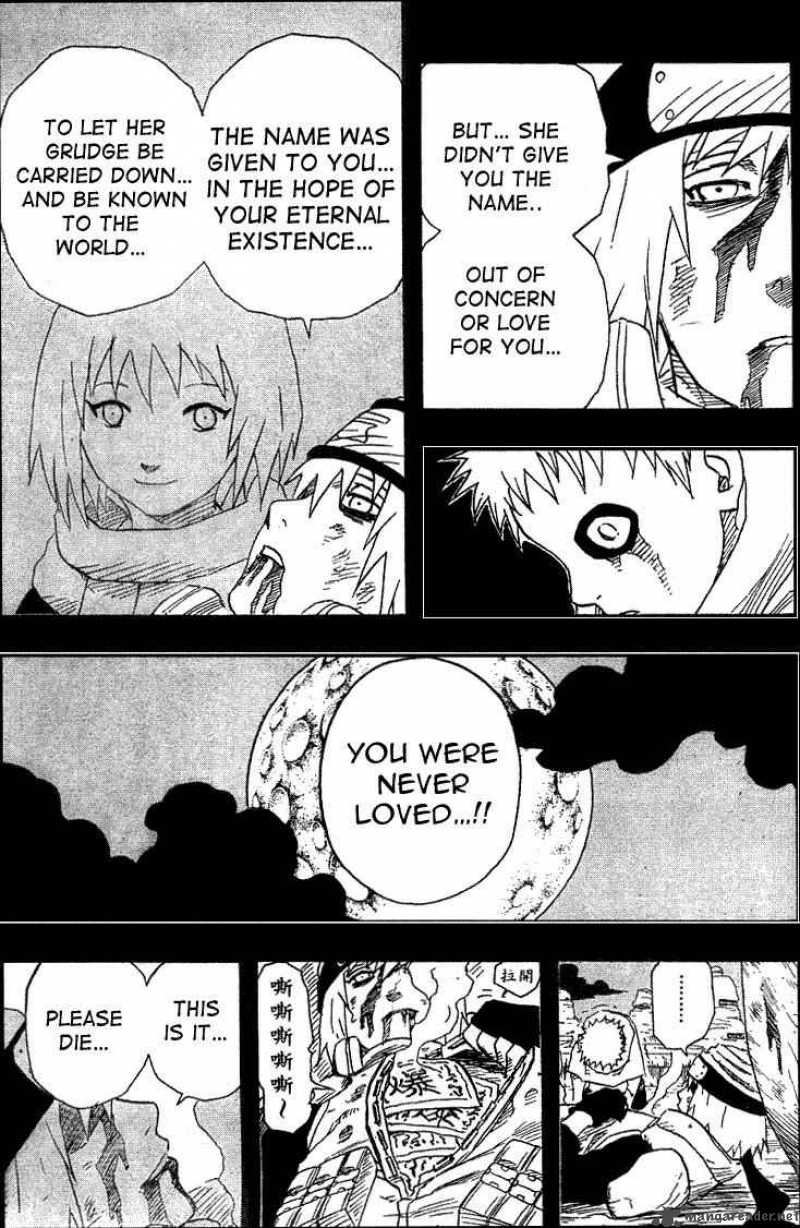 BUT... SHE
DIDN'T GIVE
YOU THE
NAME..
OUT OF
CONCERN
OR LOVE
FOR YOU...
THE NAME WAS
GIVEN TO YOU...
IN THE HOPE OF
YOUR ETERNAL
EXISTENCE...
TO LET HER
GRUDGE BE
CARRIED DOWN...
AND BE KNOWN
TO THE
WORLD...
YOU WERE
NEVER
LOVED...!!
.........
拉開
嘶嘶嘶嘶嘶~
爆
THIS
IS IT...
PLEASE
DIE...
mangareader.net